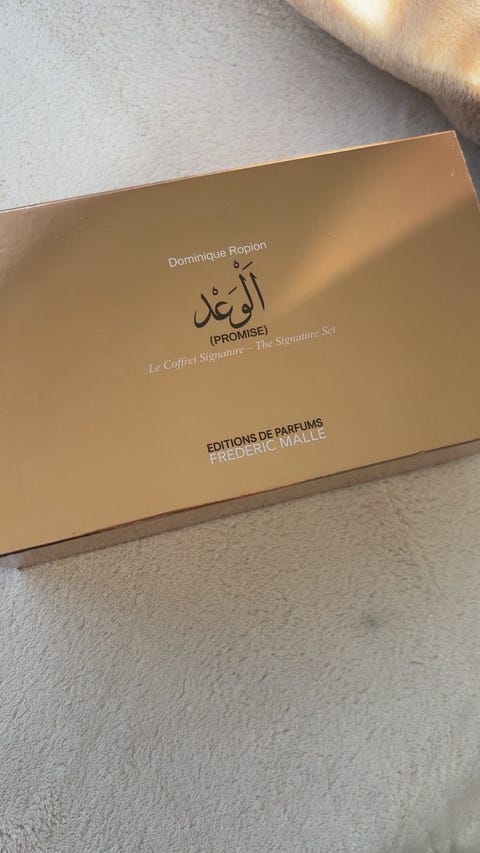 Dominique Ropion
الْوَعْد
(PROMISE)
Le Coffret Signature – The Signature Set
EDITIONS DE PARFUMS
FREDERIC MALLE